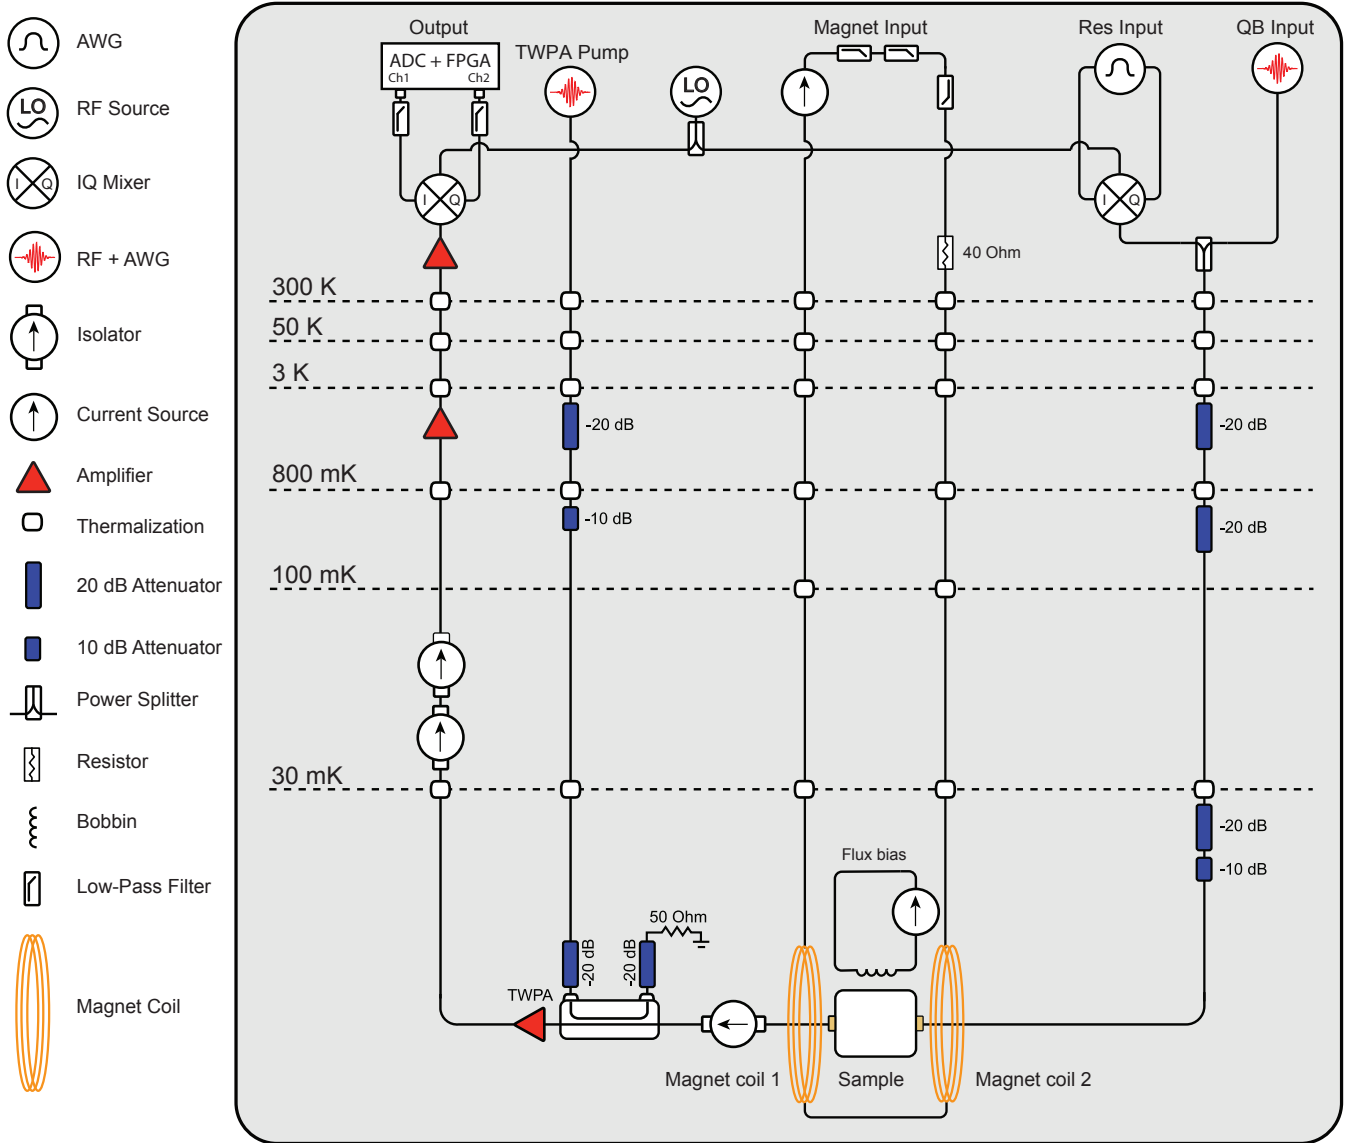 AWG
LO
RF Source
I Q
IQ Mixer
RF + AWG
Isolator
Current Source
Amplifier
Thermalization
20 dB Attenuator
10 dB Attenuator
Power Splitter
Resistor
Bobbin
Low-Pass Filter
Magnet Coil
Output
TWPA Pump
Magnet Input
Res Input
QB Input
ADC + FPGA
Ch1 Ch2
LO
I Q
I Q
40 Ohm
300 K
50 K
3 K
-20 dB
-20 dB
800 mK
-10 dB
-20 dB
100 mK
30 mK
-20 dB
-10 dB
Flux bias
50 Ohm
-20 dB
-20 dB
TWPA
Magnet coil 1
Sample
Magnet coil 2